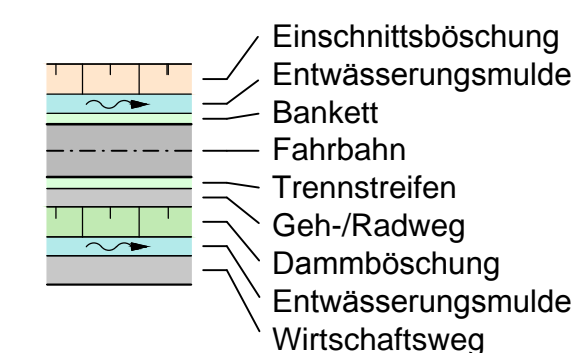 Einschnittsböschung
Entwässerungsmulde
Bankett
Fahrbahn
Trennstreifen
Geh-/Radweg
Dammböschung
Entwässerungsmulde
Wirtschaftsweg